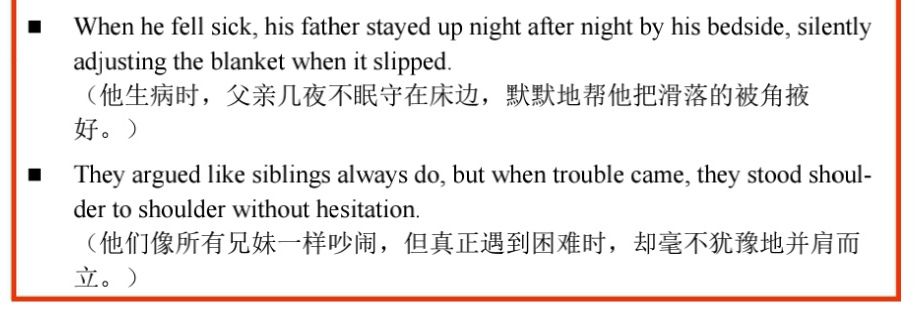 ■ When he fell sick, his father stayed up night after night by his bedside, silently
adjusting the blanket when it slipped.
（他生病时，父亲几夜不眠守在床边，默默地帮他把滑落的被角掖
好。）
■ They argued like siblings always do, but when trouble came, they stood shoul-
der to shoulder without hesitation.
（他们像所有兄妹一样吵闹，但真正遇到困难时，却毫不犹豫地并肩而
立。）